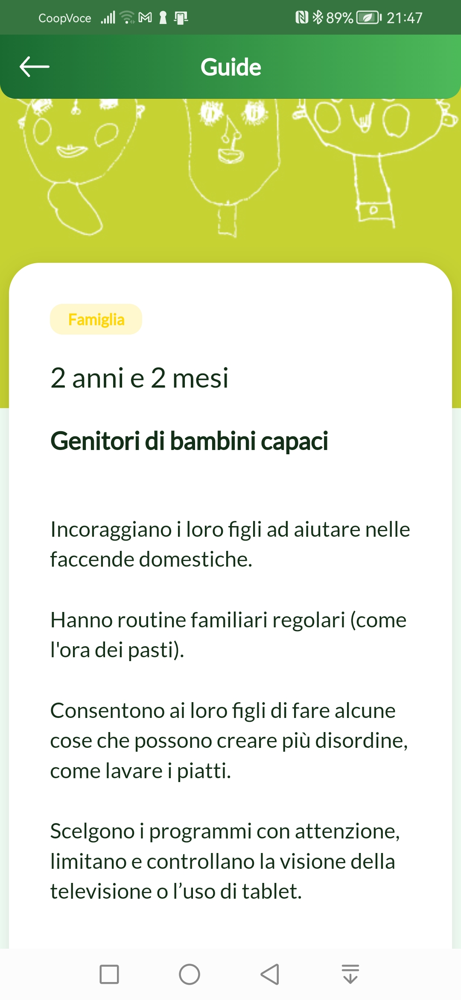 CoopVoce 89% 21:47
Guide
Famiglia
2 anni e 2 mesi
Genitori di bambini capaci
Incoraggiano i loro figli ad aiutare nelle
faccende domestiche.
Hanno routine familiari regolari (come
l'ora dei pasti).
Consentono ai loro figli di fare alcune
cose che possono creare più disordine,
come lavare i piatti.
Scelgono i programmi con attenzione,
limitano e controllano la visione della
televisione o l’uso di tablet.